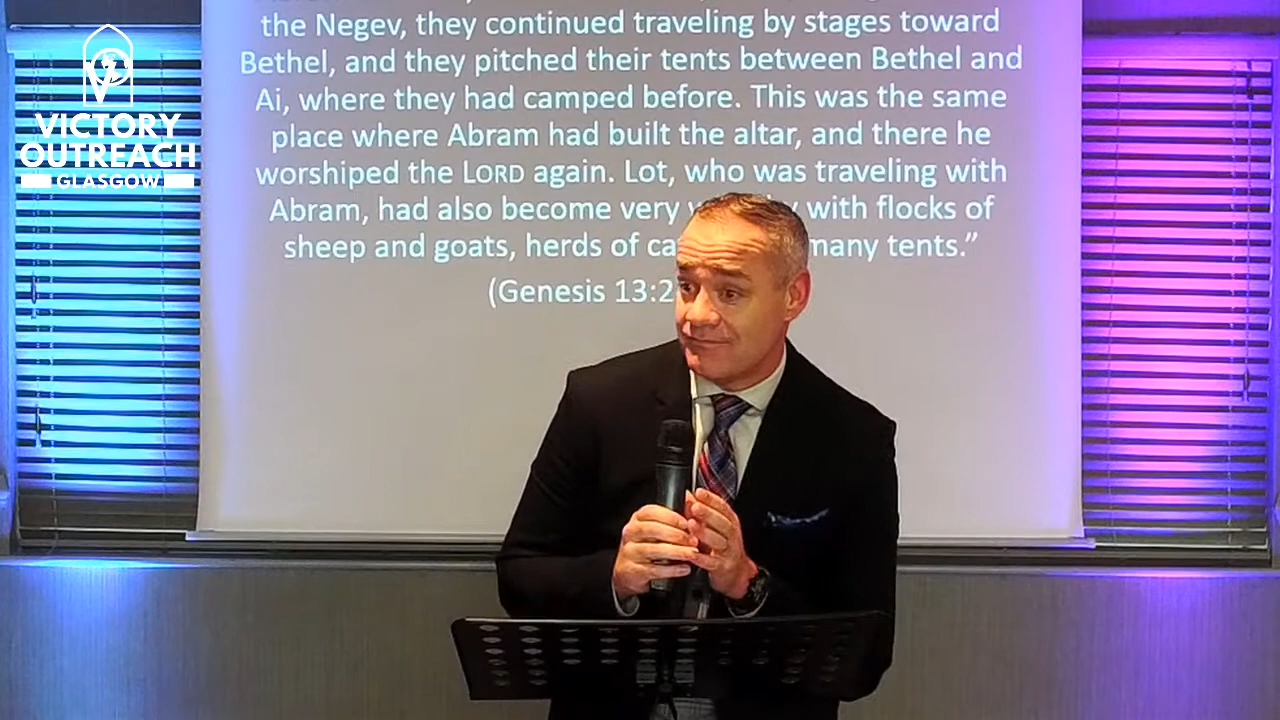 VICTORY
OUTREACH
GLASGOW
the Negev, they continued traveling by stages toward
Bethel, and they pitched their tents between Bethel and
Ai, where they had camped before. This was the same
place where Abram had built the altar, and there he
worshiped the LORD again. Lot, who was traveling with
Abram, had also become very with flocks of
sheep and goats, herds of many tents.”
(Genesis 13:2